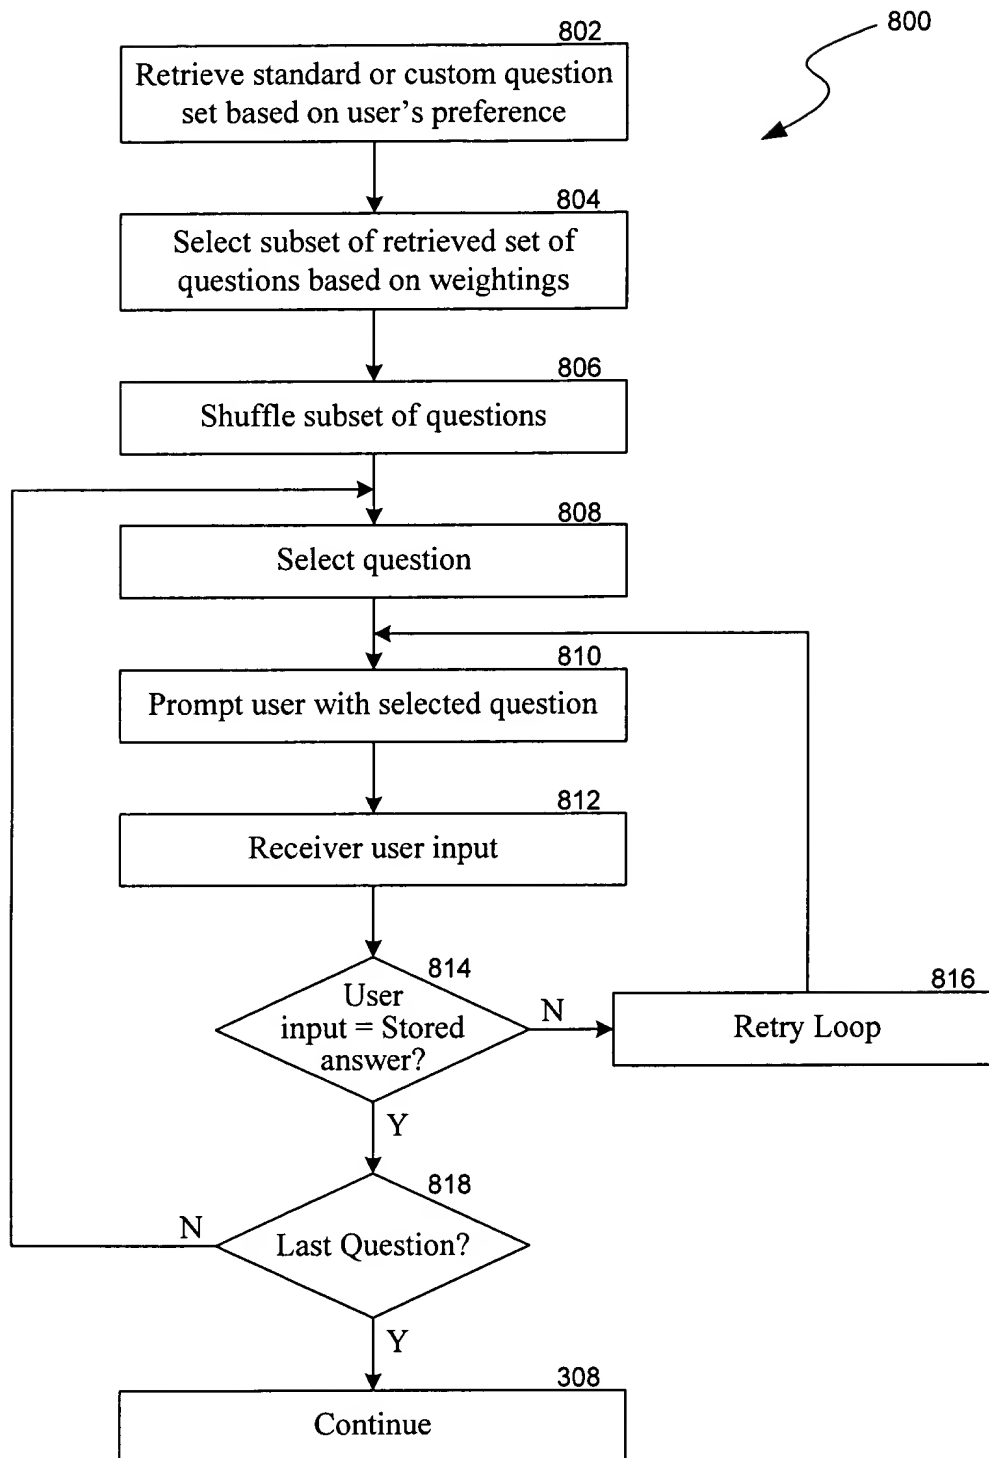 800
802
Retrieve standard or custom question
set based on user's preference
804
Select subset of retrieved set of
questions based on weightings
806
Shuffle subset of questions
808
Select question
810
Prompt user with selected question
812
Receiver user input
814
User
input = Stored
answer?
N
816
Retry Loop
Y
818
Last Question?
N
Y
308
Continue